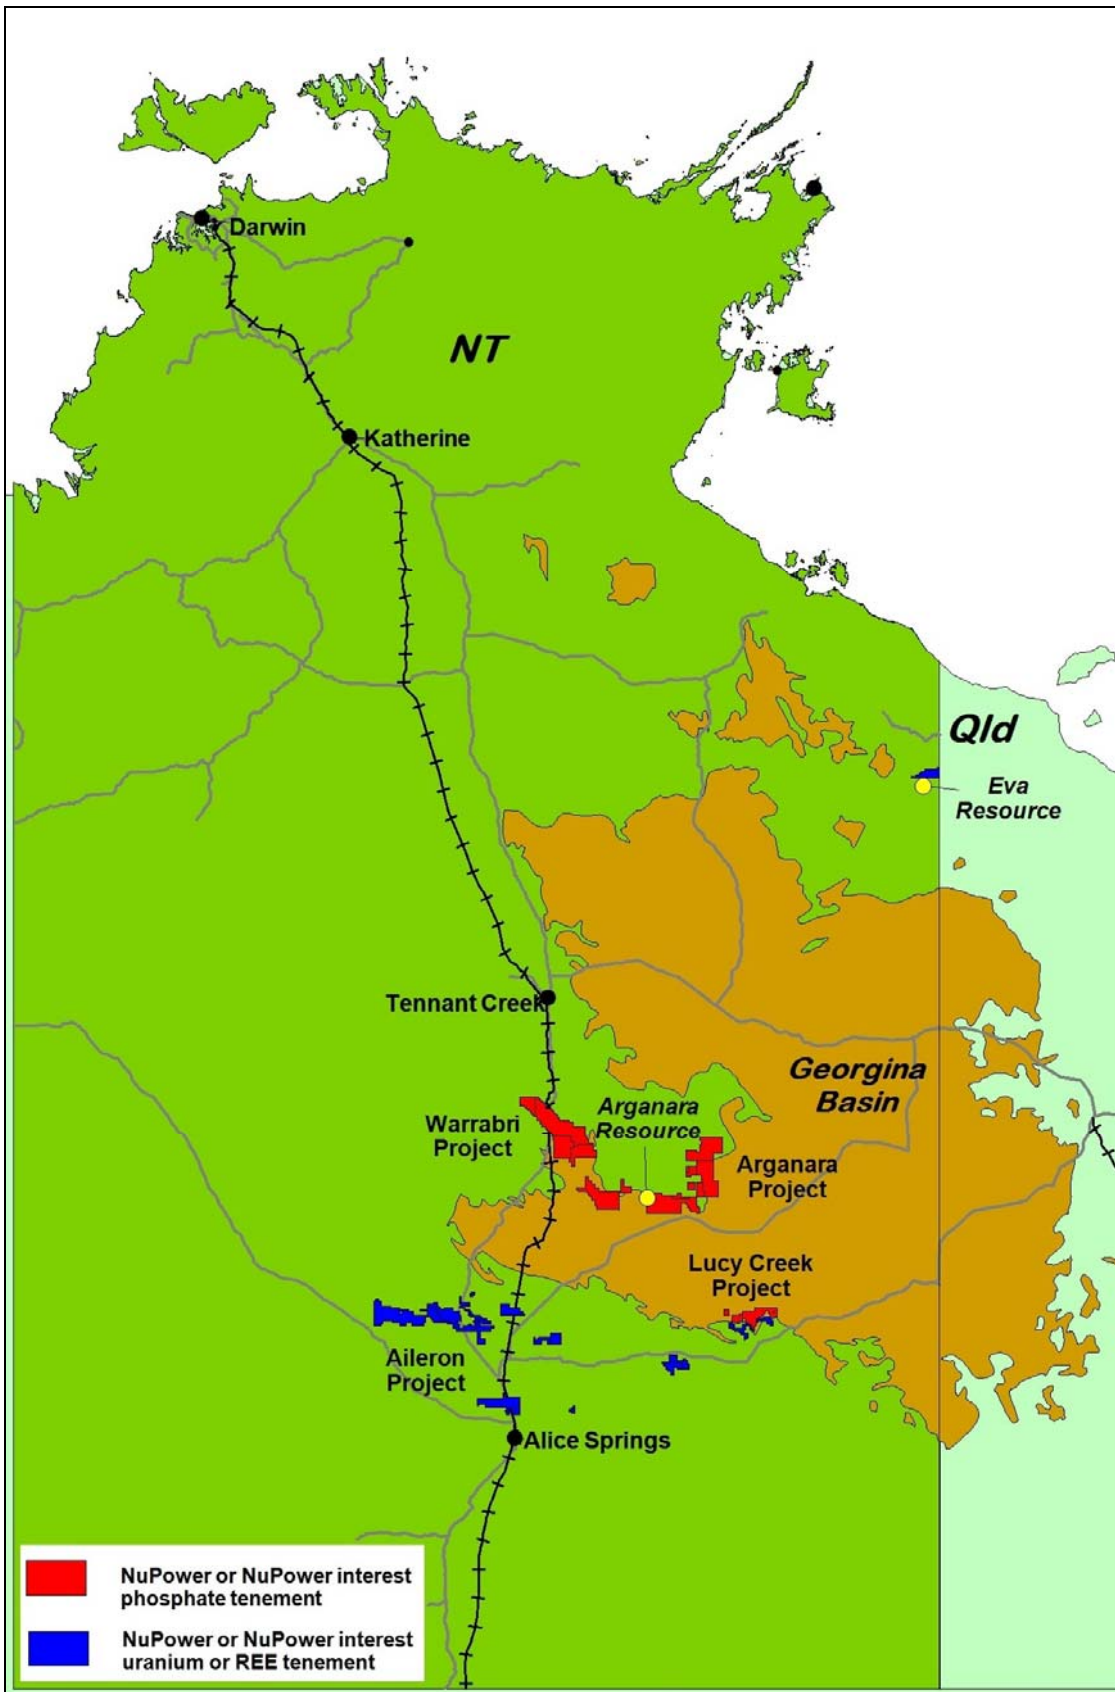 Darwin
NT
Katherine
Qld
Eva
Resource
Tennant Creek
Georgina
Basin
Warrabri
Project
Arganara
Resource
Arganara
Project
Lucy Creek
Project
Aileron
Project
Alice Springs
NuPower or NuPower interest
phosphate tenement
NuPower or NuPower interest
uranium or REE tenement